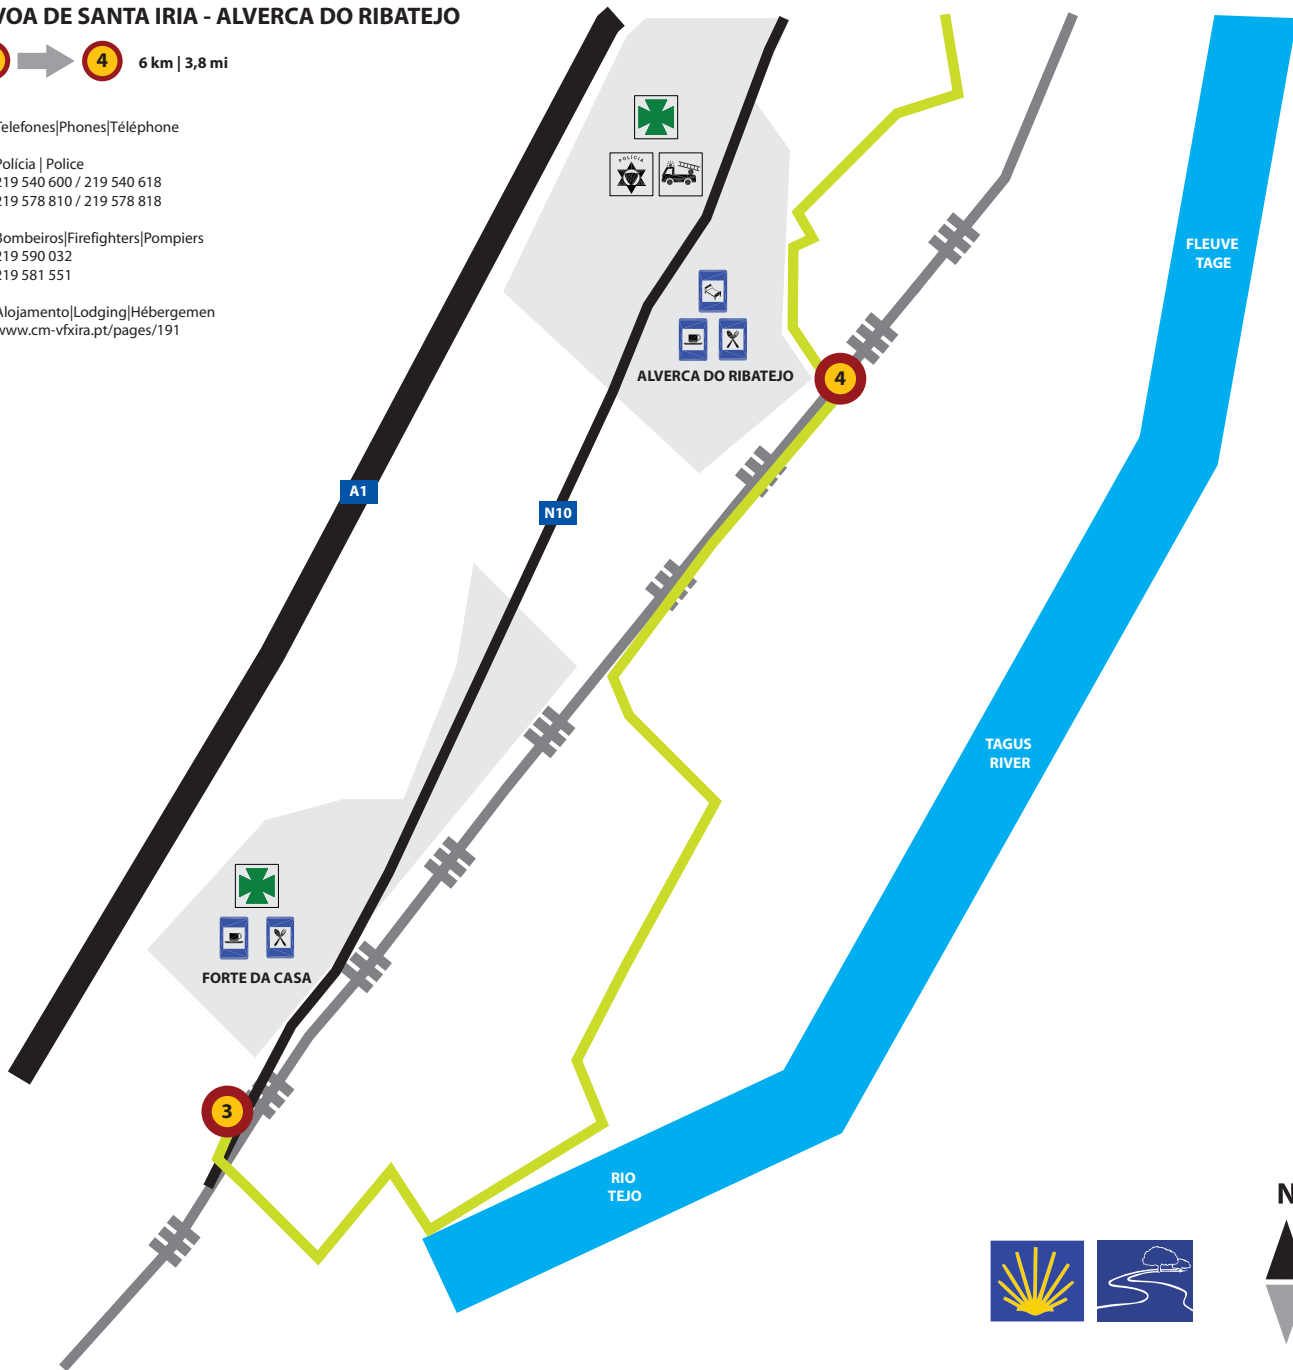 VOA DE SANTA IRIA - ALVERCA DO RIBATEJO
4
6 km | 3,8 mi
Telefones|Phones|Téléphone
Polícia | Police
219 540 600 / 219 540 618
219 578 810 / 219 578 818
Bombeiros|Firefighters|Pompiers
219 590 032
219 581 551
Alojamento|Lodging|Hébergemen
www.cm-vfxira.pt/pages/191
POLÍCIA
FLEUVE
TAGE
ALVERCA DO RIBATEJO
4
A1
N10
TAGUS
RIVER
FORTE DA CASA
3
RIO
TEJO
N